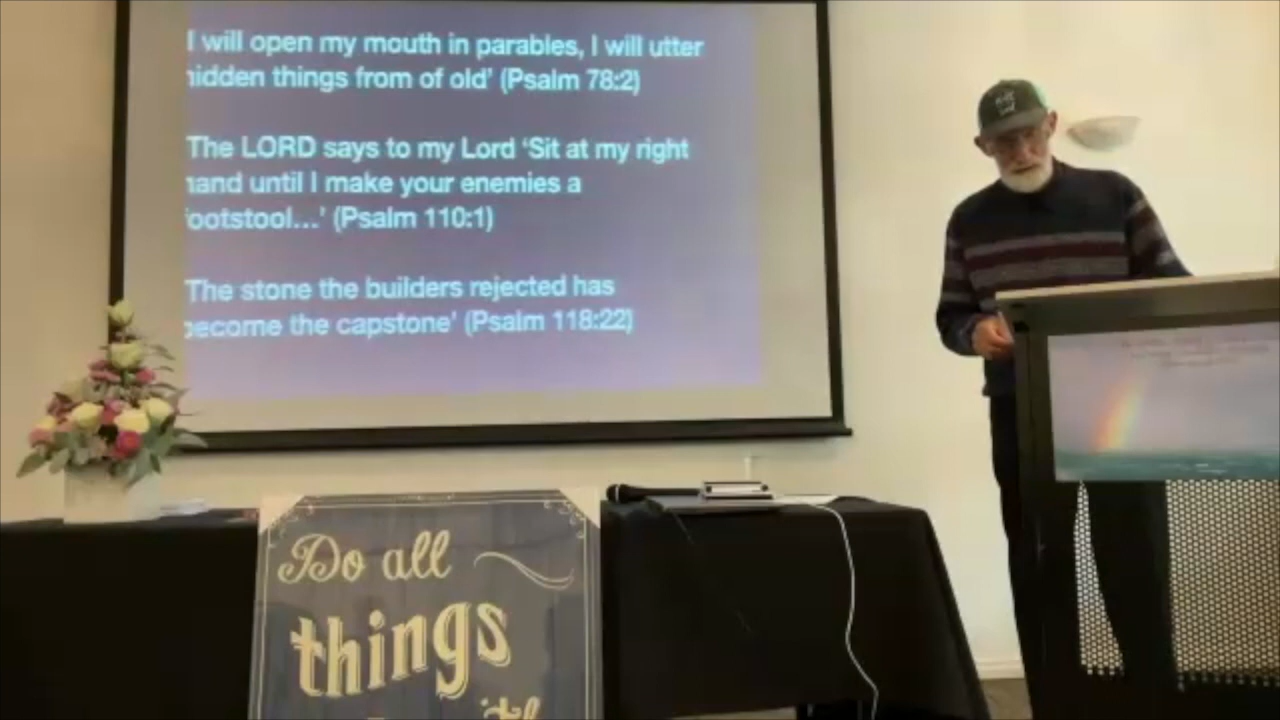 I will open my mouth in parables, I will utter
hidden things from of old’ (Psalm 78:2)
The LORD says to my Lord ‘Sit at my right
hand until I make your enemies a
footstool...’ (Psalm 110:1)
The stone the builders rejected has
become the capstone’ (Psalm 118:22)
Do all
things